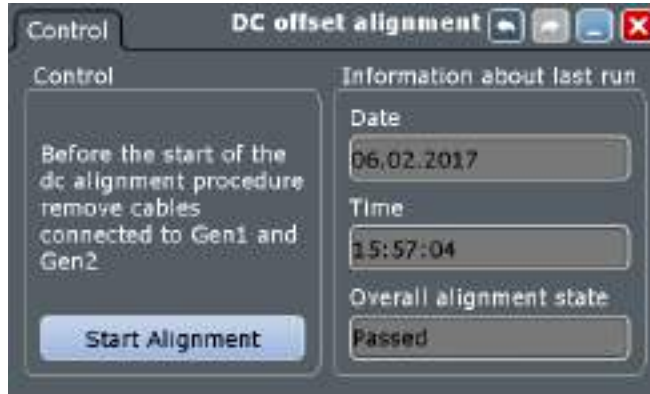 Control
DC offset alignment
Control
Before the start of the
dc alignment procedure
remove cables
connected to Gen1 and
Gen2
Start Alignment
Information about last run
Date
06.02.2017
Time
15:57:04
Overall alignment state
Passed